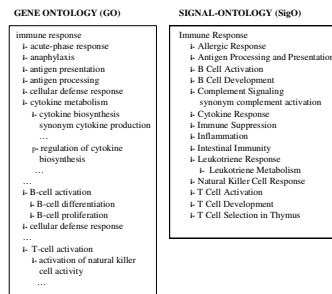 GENE ONTOLOGY (GO)
immune response
i- acute-phase response
i- anaphylaxis
i- antigen presentation
i- antigen processing
i- cellular defense response
i- cytokine metabolism
i- cytokine biosynthesis
synonym cytokine production
…
p- regulation of cytokine
biosynthesis
…
…
i- B-cell activation
i- B-cell differentiation
i- B-cell proliferation
i- cellular defense response
…
i- T-cell activation
i- activation of natural killer
cell activity
…
SIGNAL-ONTOLOGY (SigO)
Immune Response
i- Allergic Response
i- Antigen Processing and Presentation
i- B Cell Activation
i- B Cell Development
i- Complement Signaling
synonym complement activation
i- Cytokine Response
i- Immune Suppression
i- Inflammation
i- Intestinal Immunity
i- Leukotriene Response
i- Leukotriene Metabolism
i- Natural Killer Cell Response
i- T Cell Activation
i- T Cell Development
i- T Cell Selection in Thymus